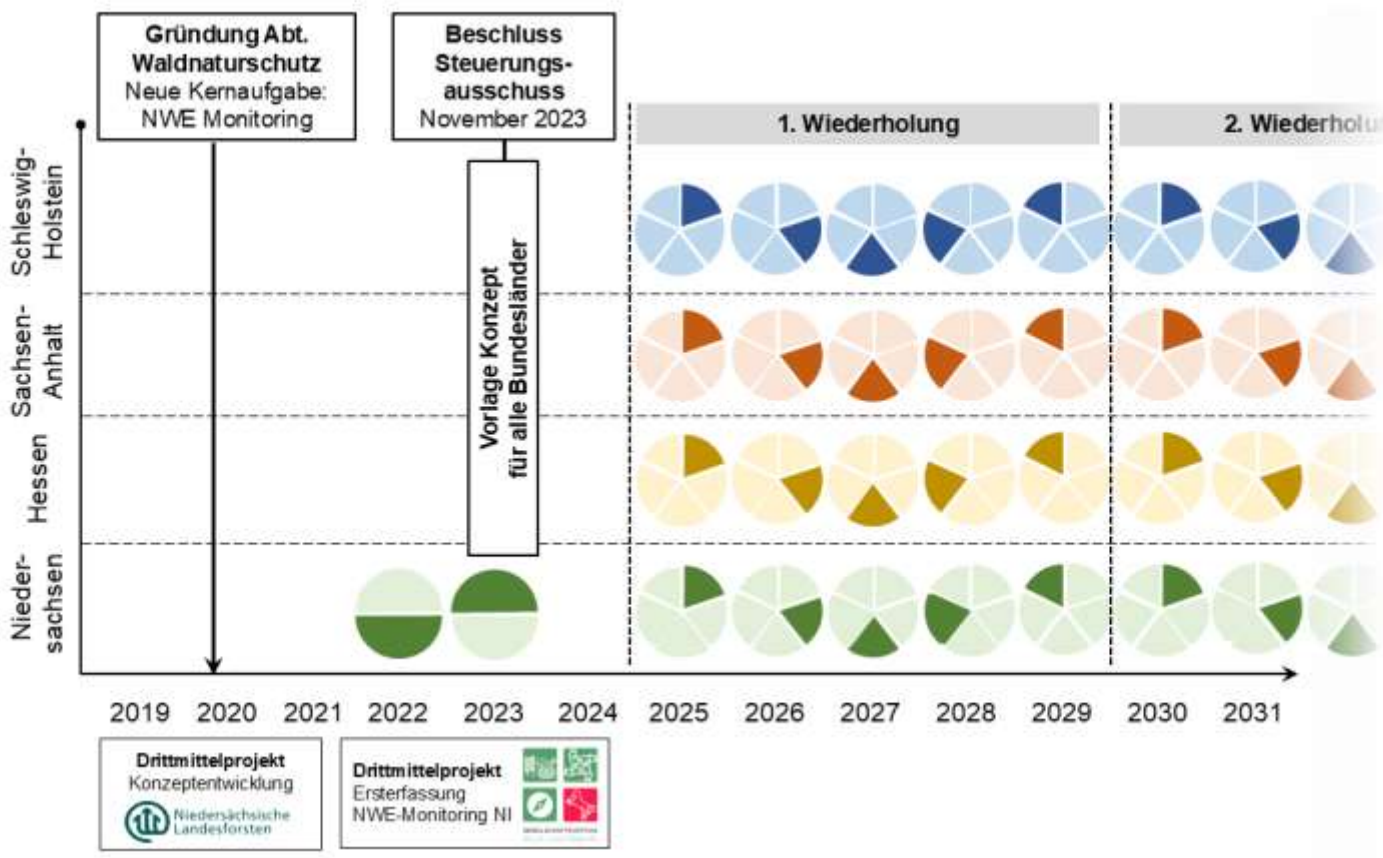 Gründung Abt.
Waldnaturschutz
Neue Kernaufgabe:
NWE Monitoring
Beschluss
Steuerungs-
ausschuss
November 2023
1. Wiederholung
2. Wiederholu
Schleswig-
Holstein
Sachsen-
Anhalt
Hessen
Nieder-
sachsen
Vorlage Konzept
für alle Bundesländer
2019 2020 2021 2022 2023 2024 2025 2026 2027 2028 2029 2030 2031
Drittmittelprojekt
Konzeptentwicklung
Niedersächsische
Landesforsten
Drittmittelprojekt
Ersterfassung
NWE-Monitoring NI